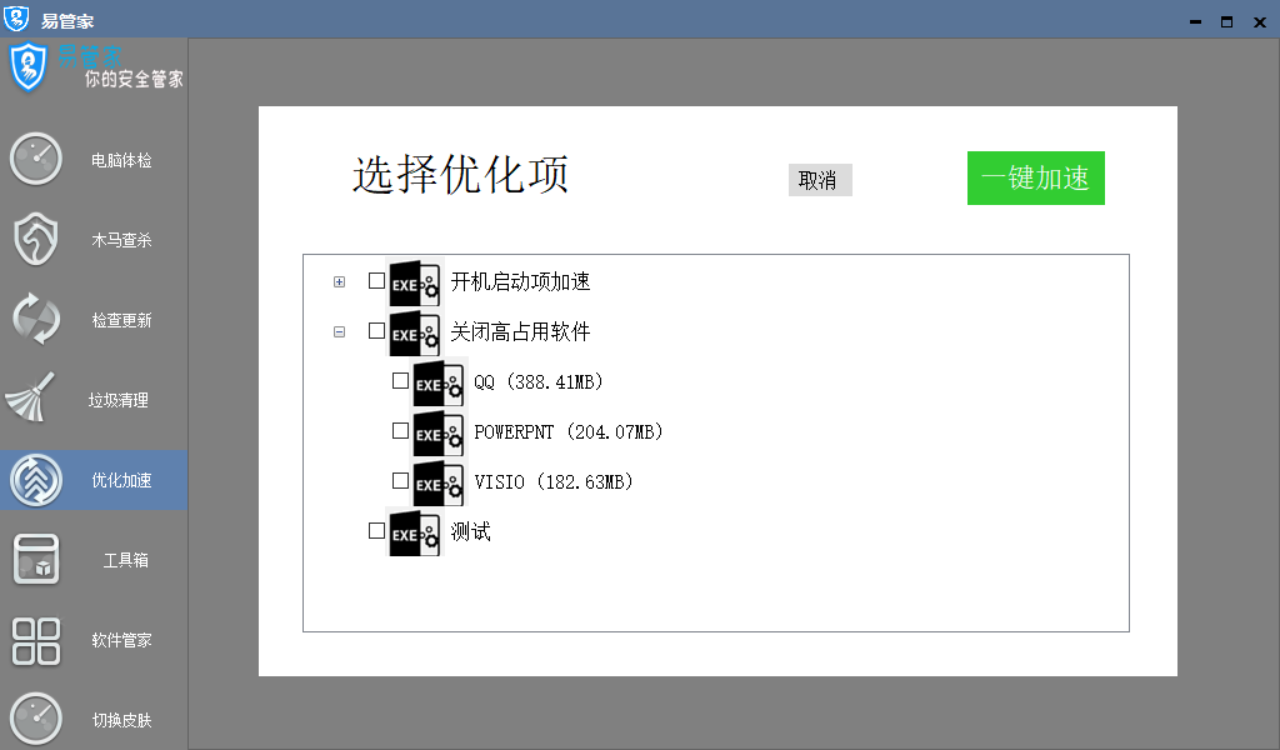 易管家
易管家
你的安全管家
电脑体检
木马查杀
检查更新
垃圾清理
优化加速
工具箱
软件管家
切换皮肤
选择优化项
取消
一键加速
EXE 开机启动项加速
EXE 关闭高占用软件
EXE QQ (388.41MB)
EXE POWERPNT (204.07MB)
EXE VISIO (182.63MB)
EXE 测试